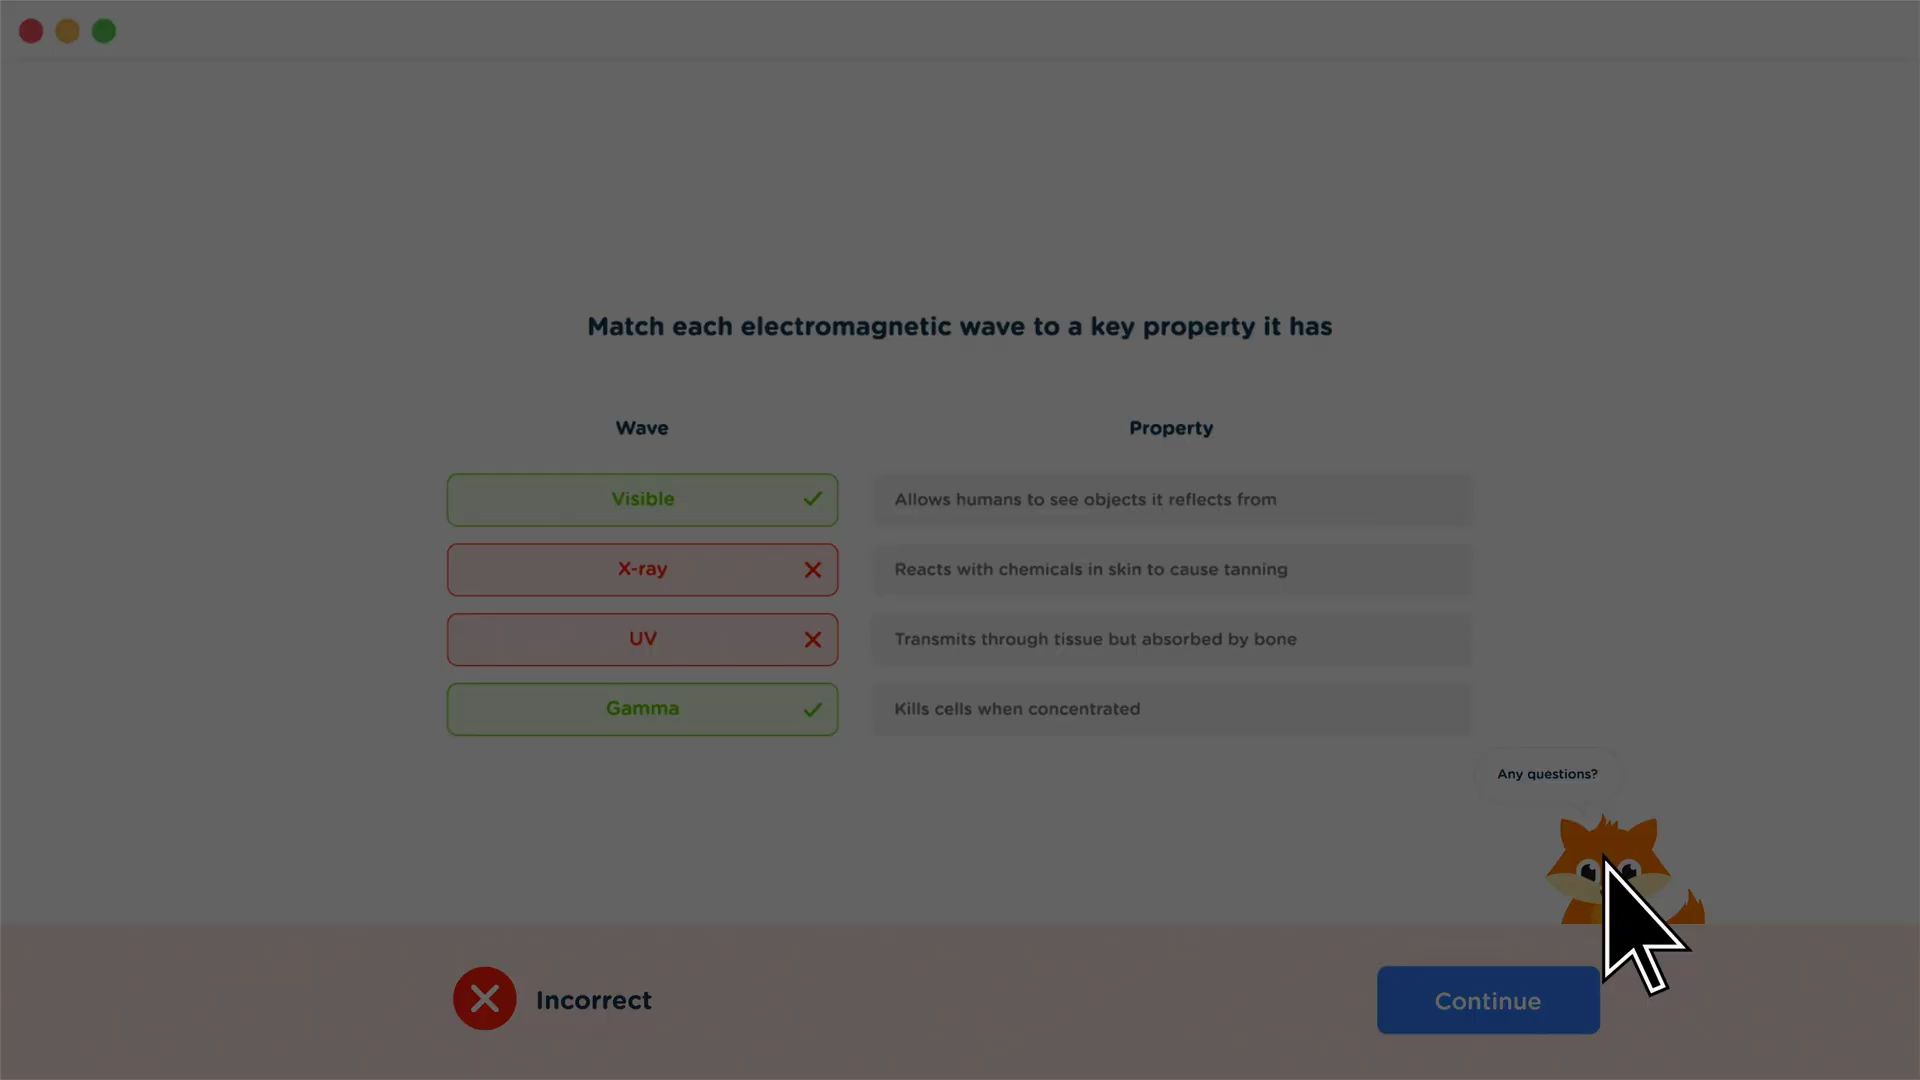 Match each electromagnetic wave to a key property it has
Wave Property
Visible Allows humans to see objects it reflects from
X-ray Reacts with chemicals in skin to cause tanning
UV Transmits through tissue but absorbed by bone
Gamma Kills cells when concentrated
Any questions?
Incorrect Continue